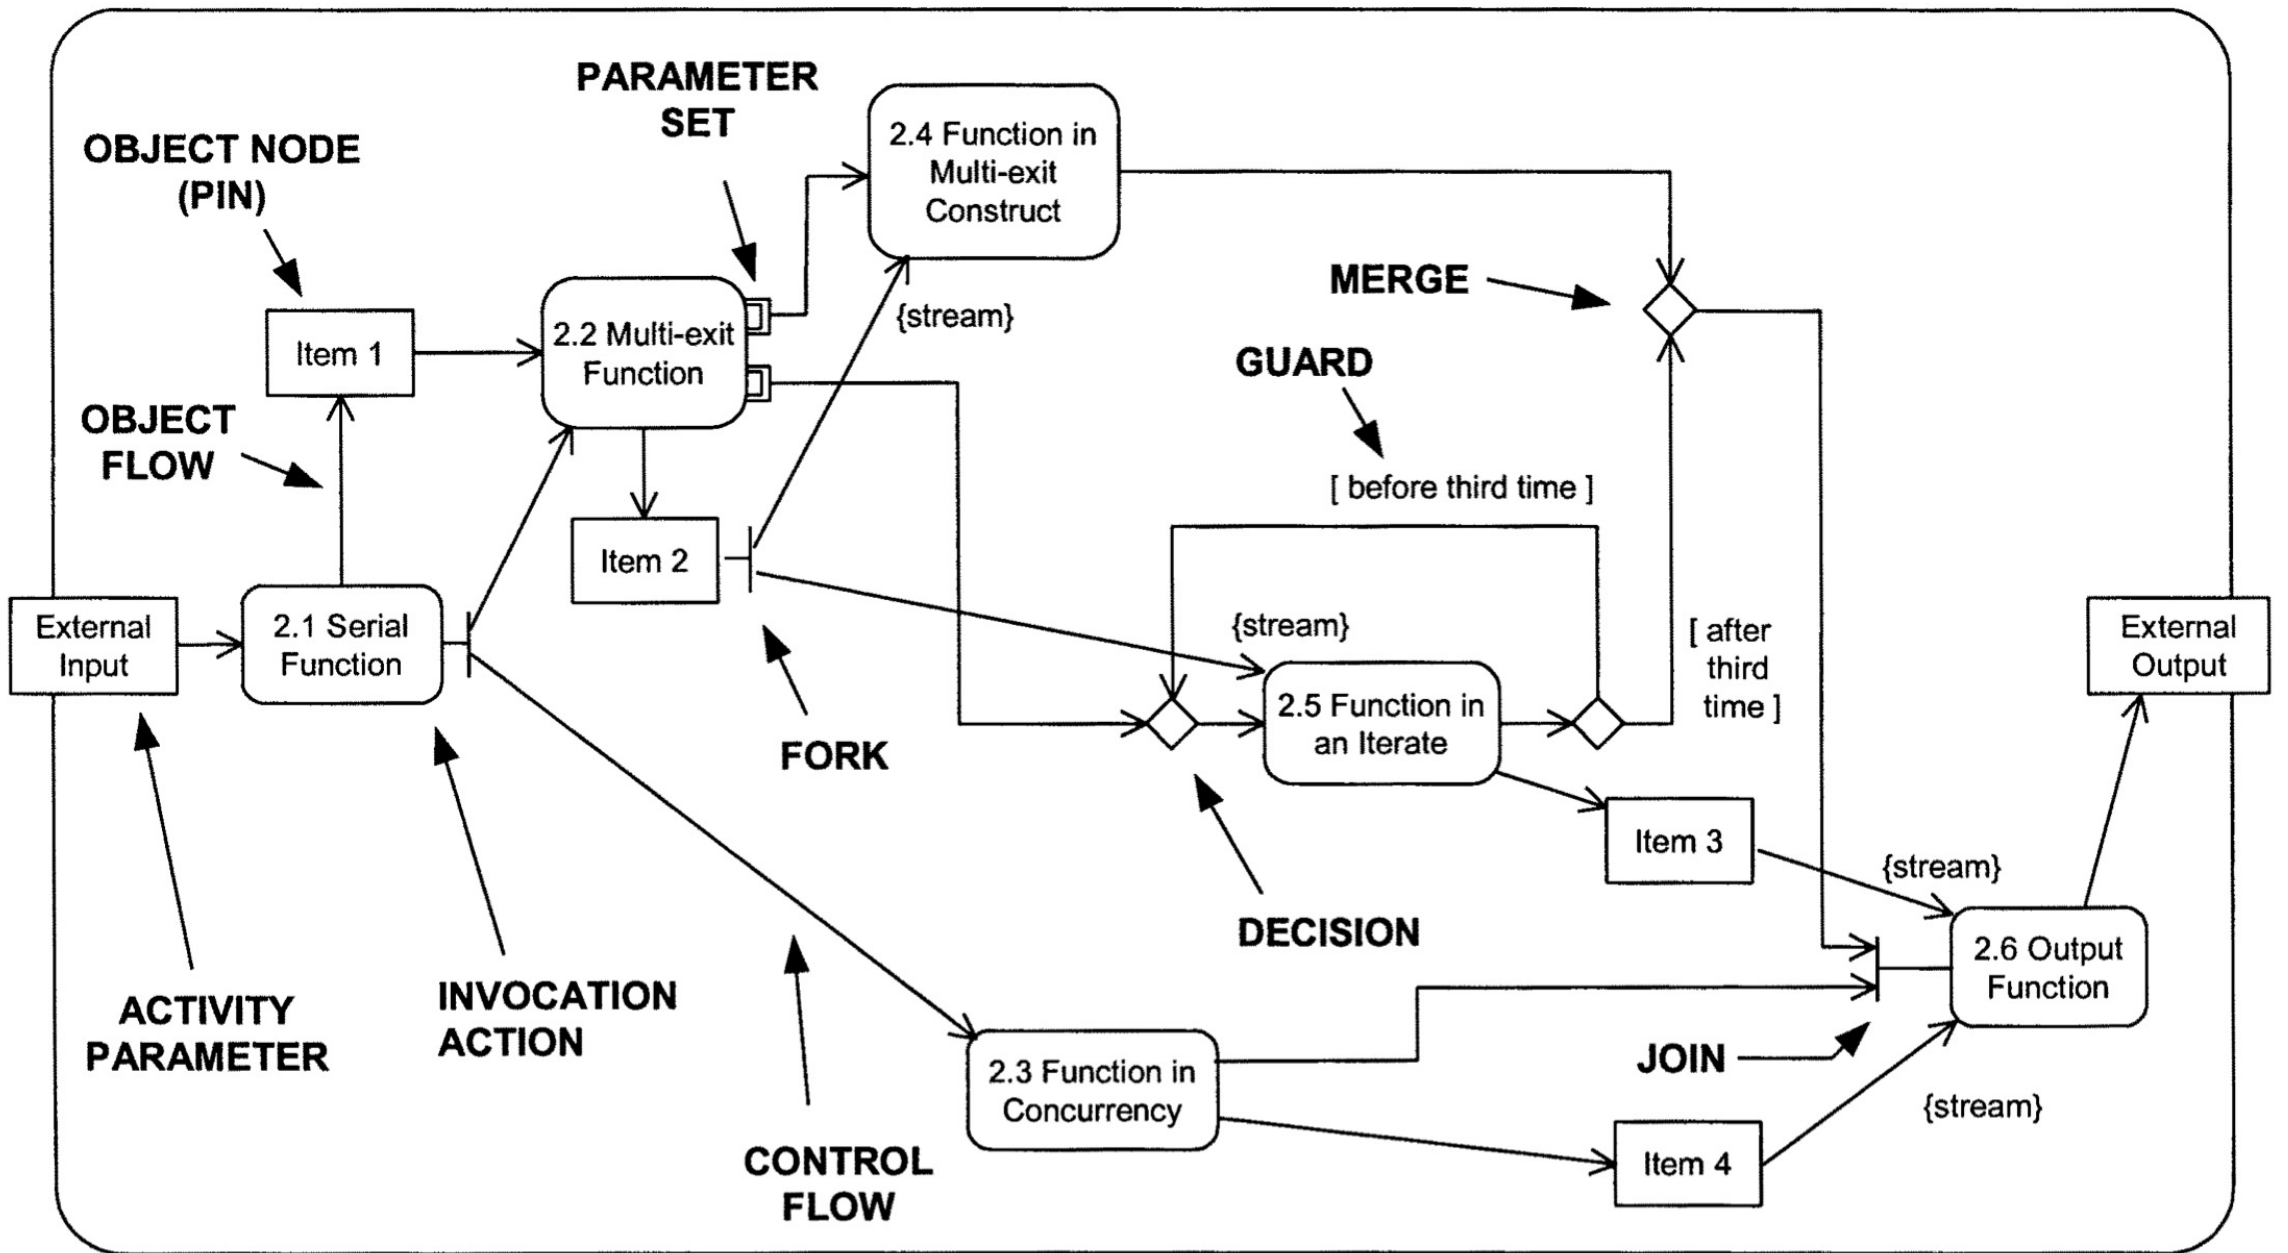 PARAMETER
SET
OBJECT NODE
(PIN)
2.4 Function in
Multi-exit
Construct
MERGE
{stream}
Item 1
2.2 Multi-exit
Function
GUARD
OBJECT
FLOW
[ before third time ]
Item 2
External
Input
2.1 Serial
Function
{stream}
[ after
third
time ]
External
Output
2.5 Function in
an Iterate
FORK
Item 3
{stream}
DECISION
2.6 Output
Function
ACTIVITY
PARAMETER
INVOCATION
ACTION
JOIN
2.3 Function in
Concurrency
{stream}
CONTROL
FLOW
Item 4